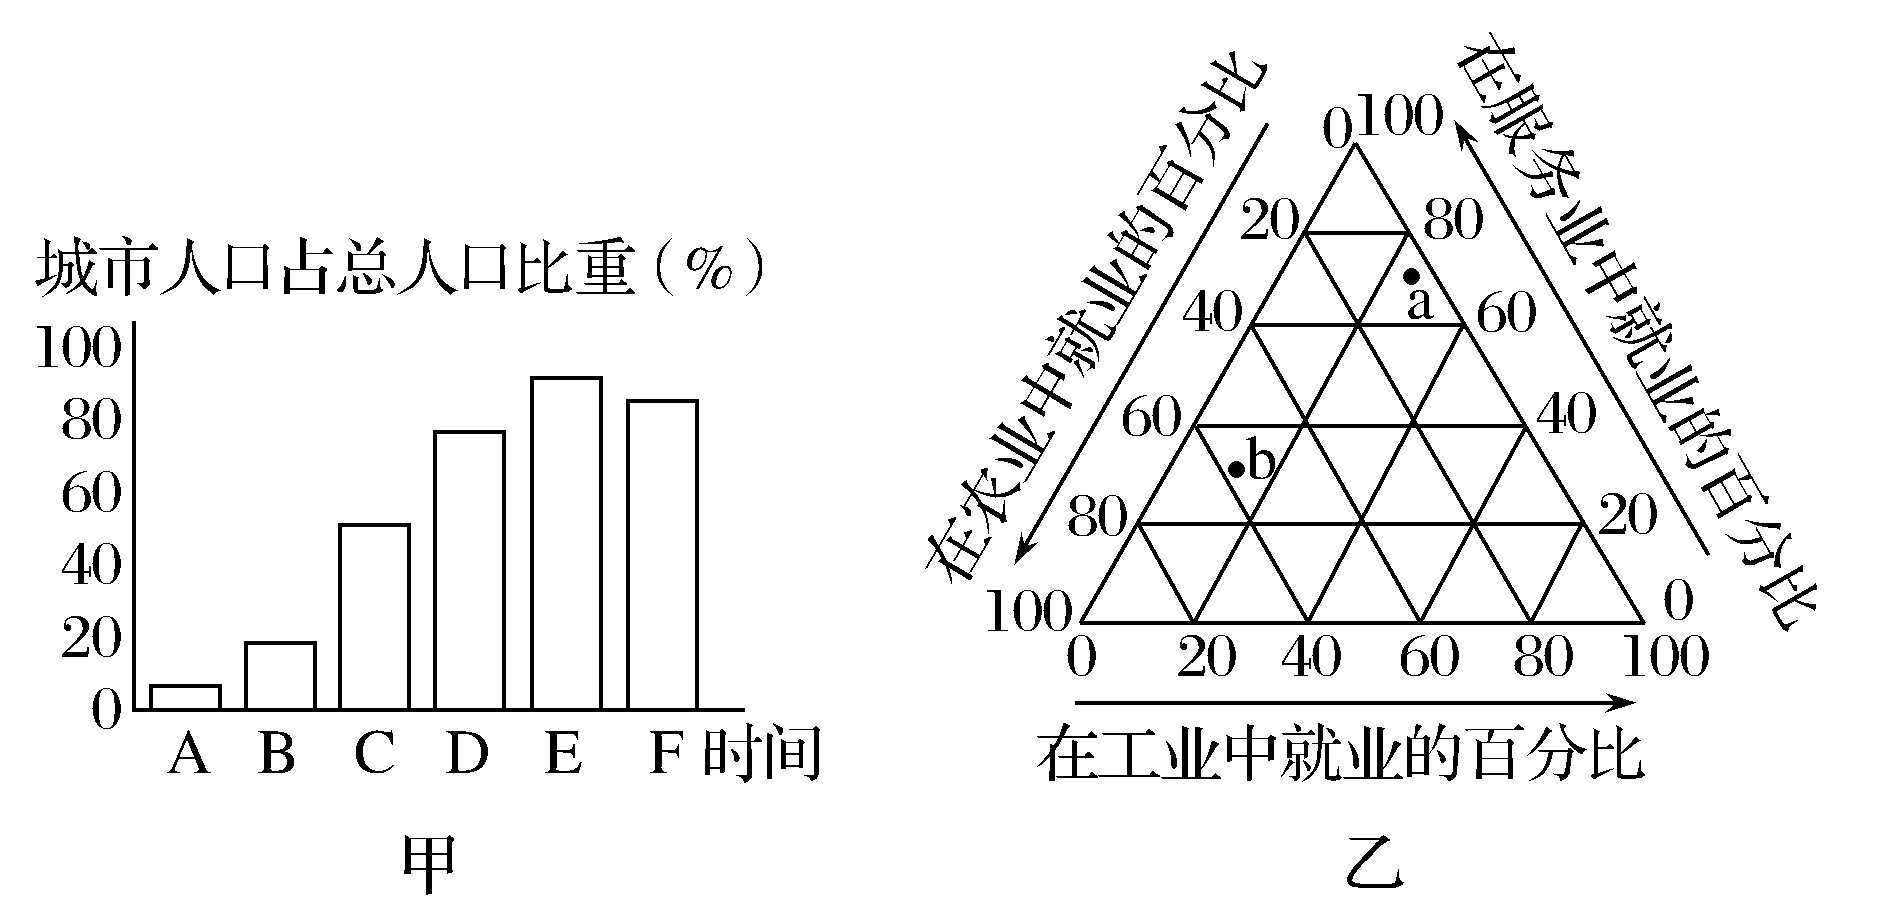 城市人口占总人口比重(%)
100
80
60
40
20
0
A B C D E F 时间
甲
在农业中就业的百分比
在服务业中就业的百分比
0 100
20 80
a
40 60
60 40
b
80 20
100 0
0 20 40 60 80 100
在工业中就业的百分比
乙